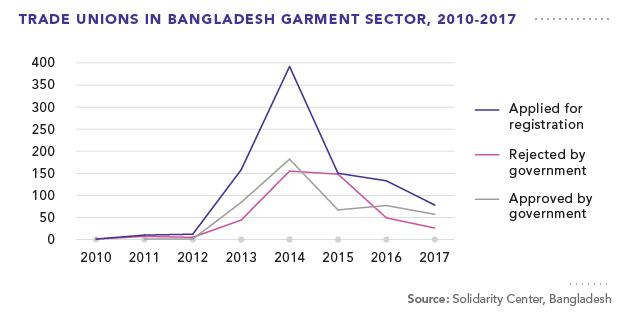 TRADE UNIONS IN BANGLADESH GARMENT SECTOR, 2010-2017
400
350
300
250
200
150
100
50
0
2010 2011 2012 2013 2014 2015 2016 2017
Applied for
registration
Rejected by
government
Approved by
government
Source: Solidarity Center, Bangladesh